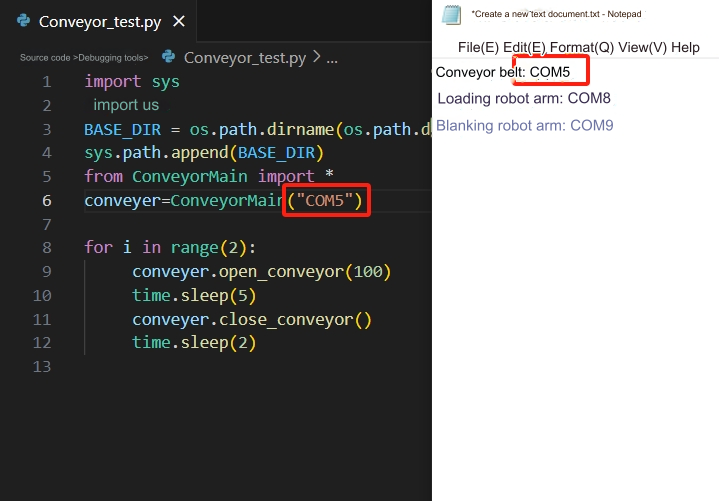 Conveyor_test.py ×
Source code >Debugging tools> Conveyor_test.py > ...
1 import sys
2 import us
3 BASE_DIR = os.path.dirname(os.path.d
4 sys.path.append(BASE_DIR)
5 from ConveyorMain import *
6 conveyer=ConveyorMain("COM5")
7
8 for i in range(2):
9 conveyer.open_conveyor(100)
10 time.sleep(5)
11 conveyer.close_conveyor()
12 time.sleep(2)
13
*Create a new text document.txt - Notepad
File(E) Edit(E) Format(Q) View(V) Help
Conveyor belt: COM5
Loading robot arm: COM8
Blanking robot arm: COM9